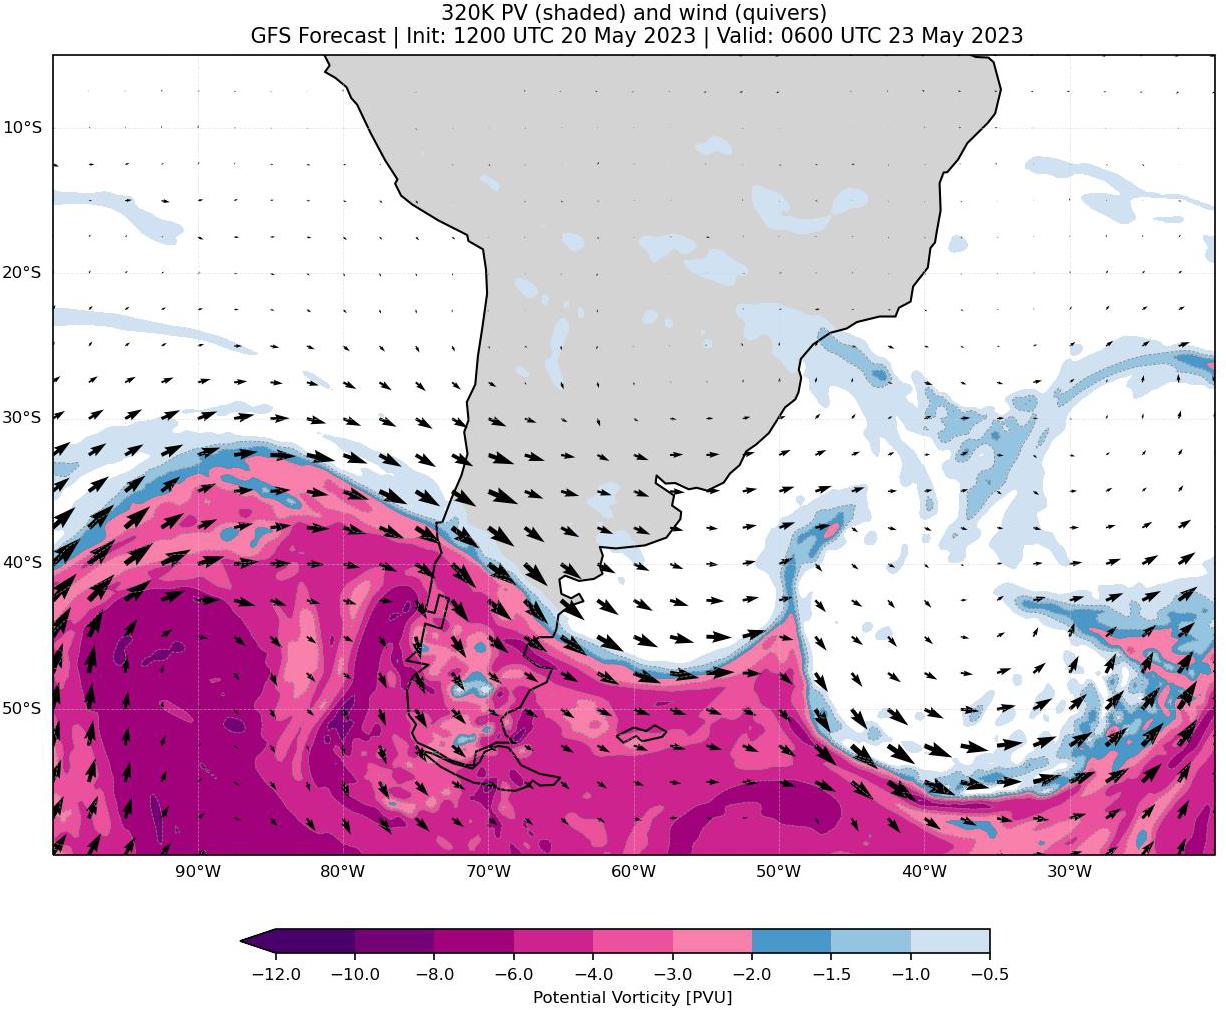 320K PV (shaded) and wind (quivers)
GFS Forecast | Init: 1200 UTC 20 May 2023 | Valid: 0600 UTC 23 May 2023
10°S
20°S
30°S
40°S
50°S
90°W 80°W 70°W 60°W 50°W 40°W 30°W
−12.0 −10.0 −8.0 −6.0 −4.0 −3.0 −2.0 −1.5 −1.0 −0.5
Potential Vorticity [PVU]